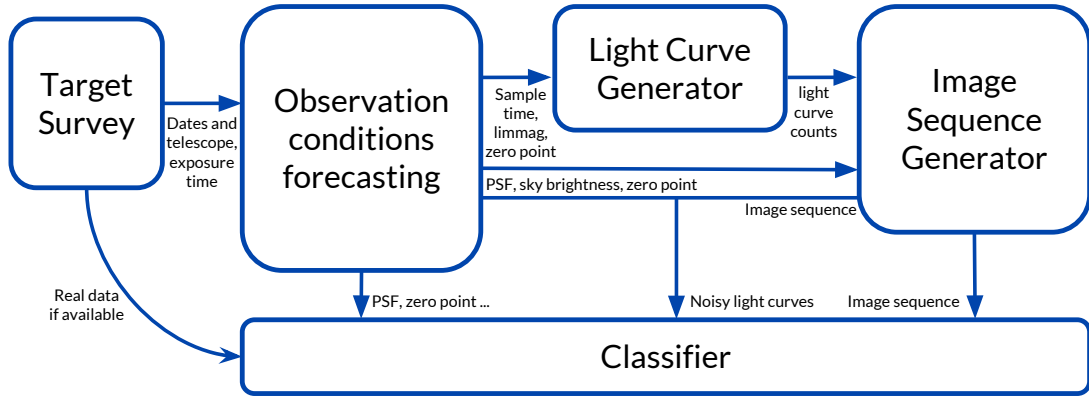 Target
Survey
Dates and
telescope,
exposure
time
Observation
conditions
forecasting
Sample
time,
limmag,
zero point
Light Curve
Generator
light
curve
counts
Image
Sequence
Generator
PSF, sky brightness, zero point
Image sequence
Real data
if available
PSF, zero point ...
Noisy light curves
Image sequence
Classifier